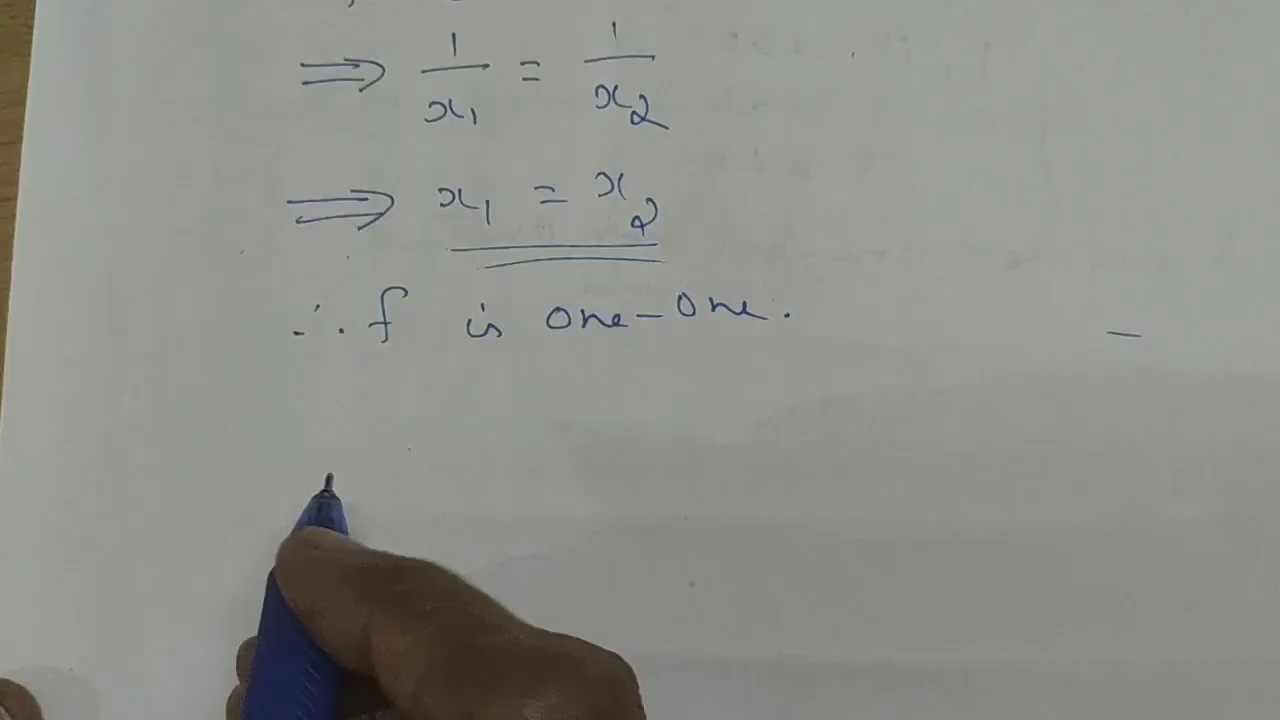 ⇒ 1/x₁ = 1/x₂
⇒ x₁ = x₂
∴ f is one-one.